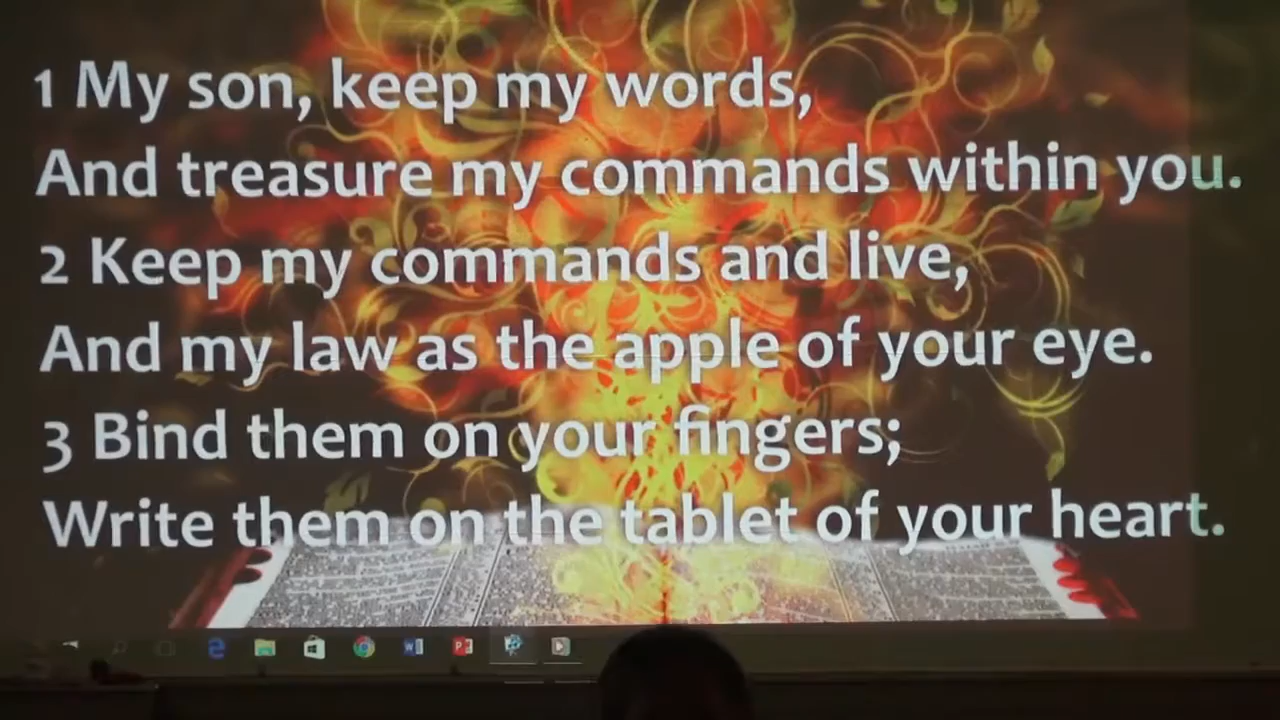 1 My son, keep my words,
And treasure my commands within you.
2 Keep my commands and live,
And my law as the apple of your eye.
3 Bind them on your fingers;
Write them on the tablet of your heart.